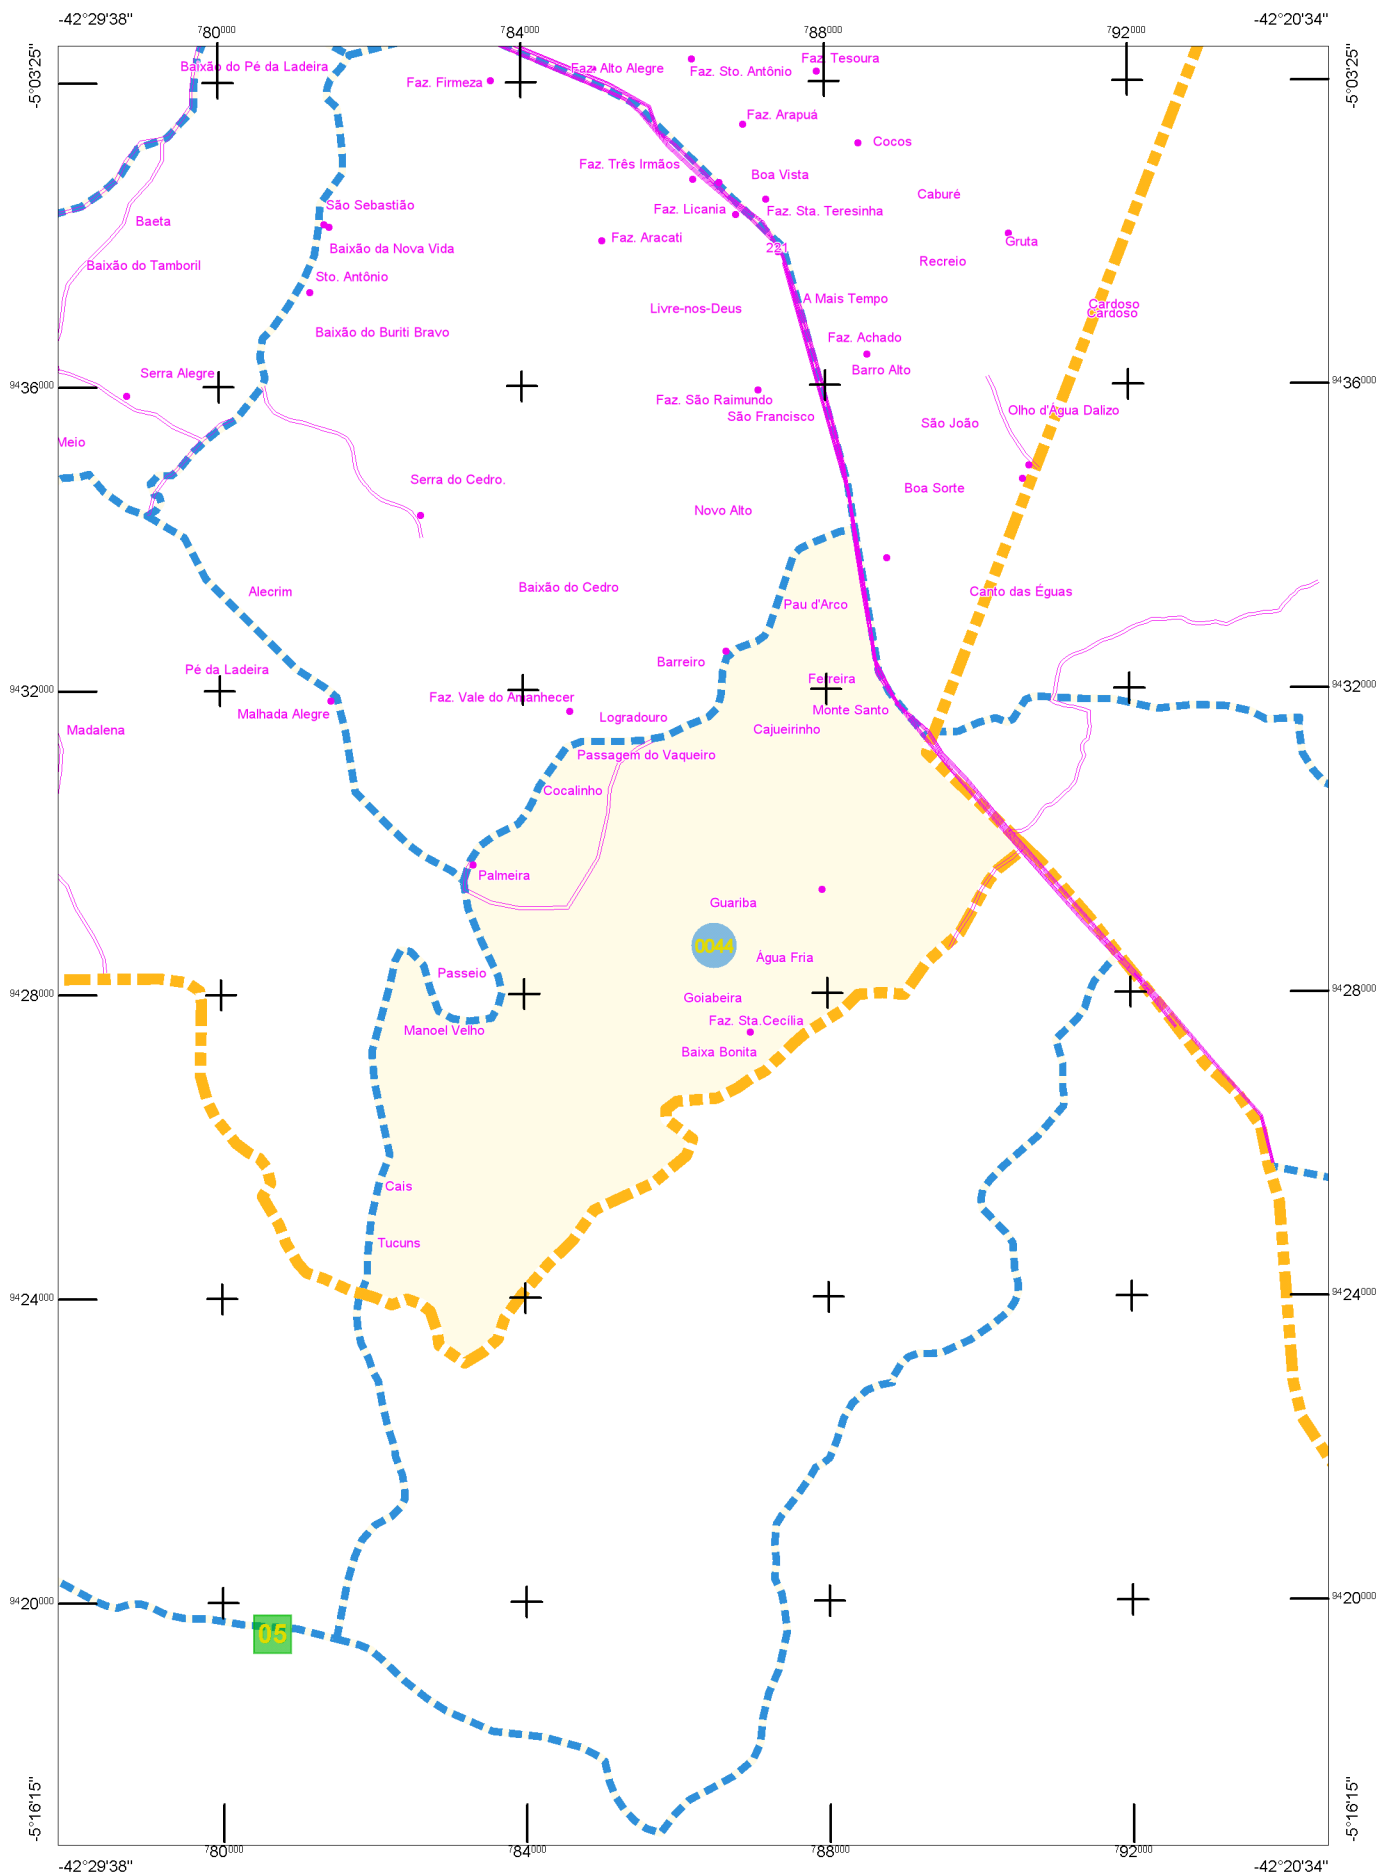 -42°29'38"
-42°20'34"
780000
784000
788000
792000
-5°03'25"
-5°03'25"
Baixão do Pé da Ladeira
Faz. Firmeza
Faz. Alto Alegre
Faz. Sto. Antônio
Faz. Tesoura
Faz. Arapuá
Cocos
Faz. Três Irmãos
Boa Vista
Caburé
São Sebastião
Faz. Licania
Faz. Sta. Teresinha
Baeta
Baixão da Nova Vida
Faz. Aracati
Gruta
221
Baixão do Tamboril
Sto. Antônio
Recreio
Livre-nos-Deus
A Mais Tempo
Cardoso
Cardoso
Baixão do Buriti Bravo
Faz. Achado
Serra Alegre
Barro Alto
9436000
9436000
Faz. São Raimundo
São Francisco
Olho d'Água Dalizo
São João
Meio
Serra do Cedro.
Boa Sorte
Novo Alto
Alecrim
Baixão do Cedro
Canto das Éguas
Pau d'Arco
Pé da Ladeira
Barreiro
Ferreira
9432000
9432000
Faz. Vale do Amanhecer
Malhada Alegre
Logradouro
Monte Santo
Madalena
Cajueirinho
Passagem do Vaqueiro
Cocalinho
Palmeira
Guariba
0044
Água Fria
Passeio
9428000
9428000
Goiabeira
Manoel Velho
Faz. Sta.Cecília
Baixa Bonita
Cais
Tucuns
9424000
9424000
9420000
9420000
05
-5°16'15"
-5°16'15"
780000
784000
788000
792000
-42°29'38"
-42°20'34"